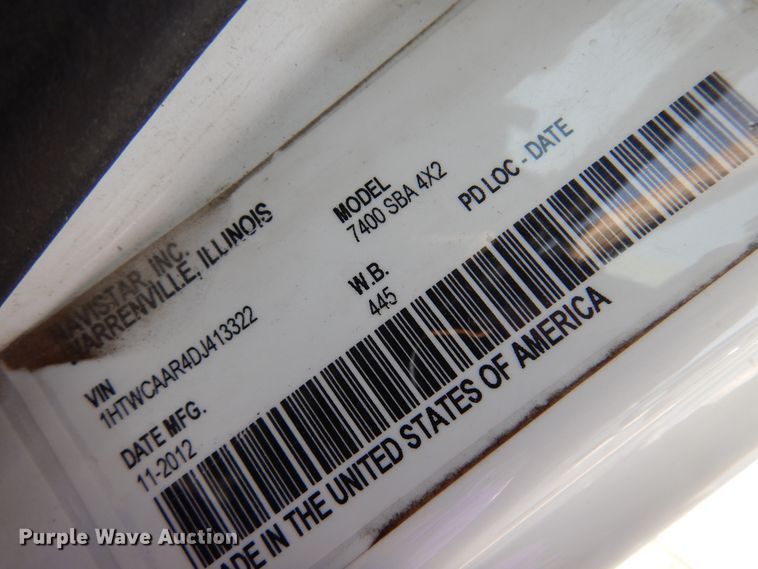 NAVISTAR, INC.
WARRENVILLE, ILLINOIS
VIN
1HTWCAAR4DJ413322
DATE MFG.
11-2012
MODEL
7400 SBA 4X2
W.B.
445
PD LOC - DATE
MADE IN THE UNITED STATES OF AMERICA
Purple Wave Auction®